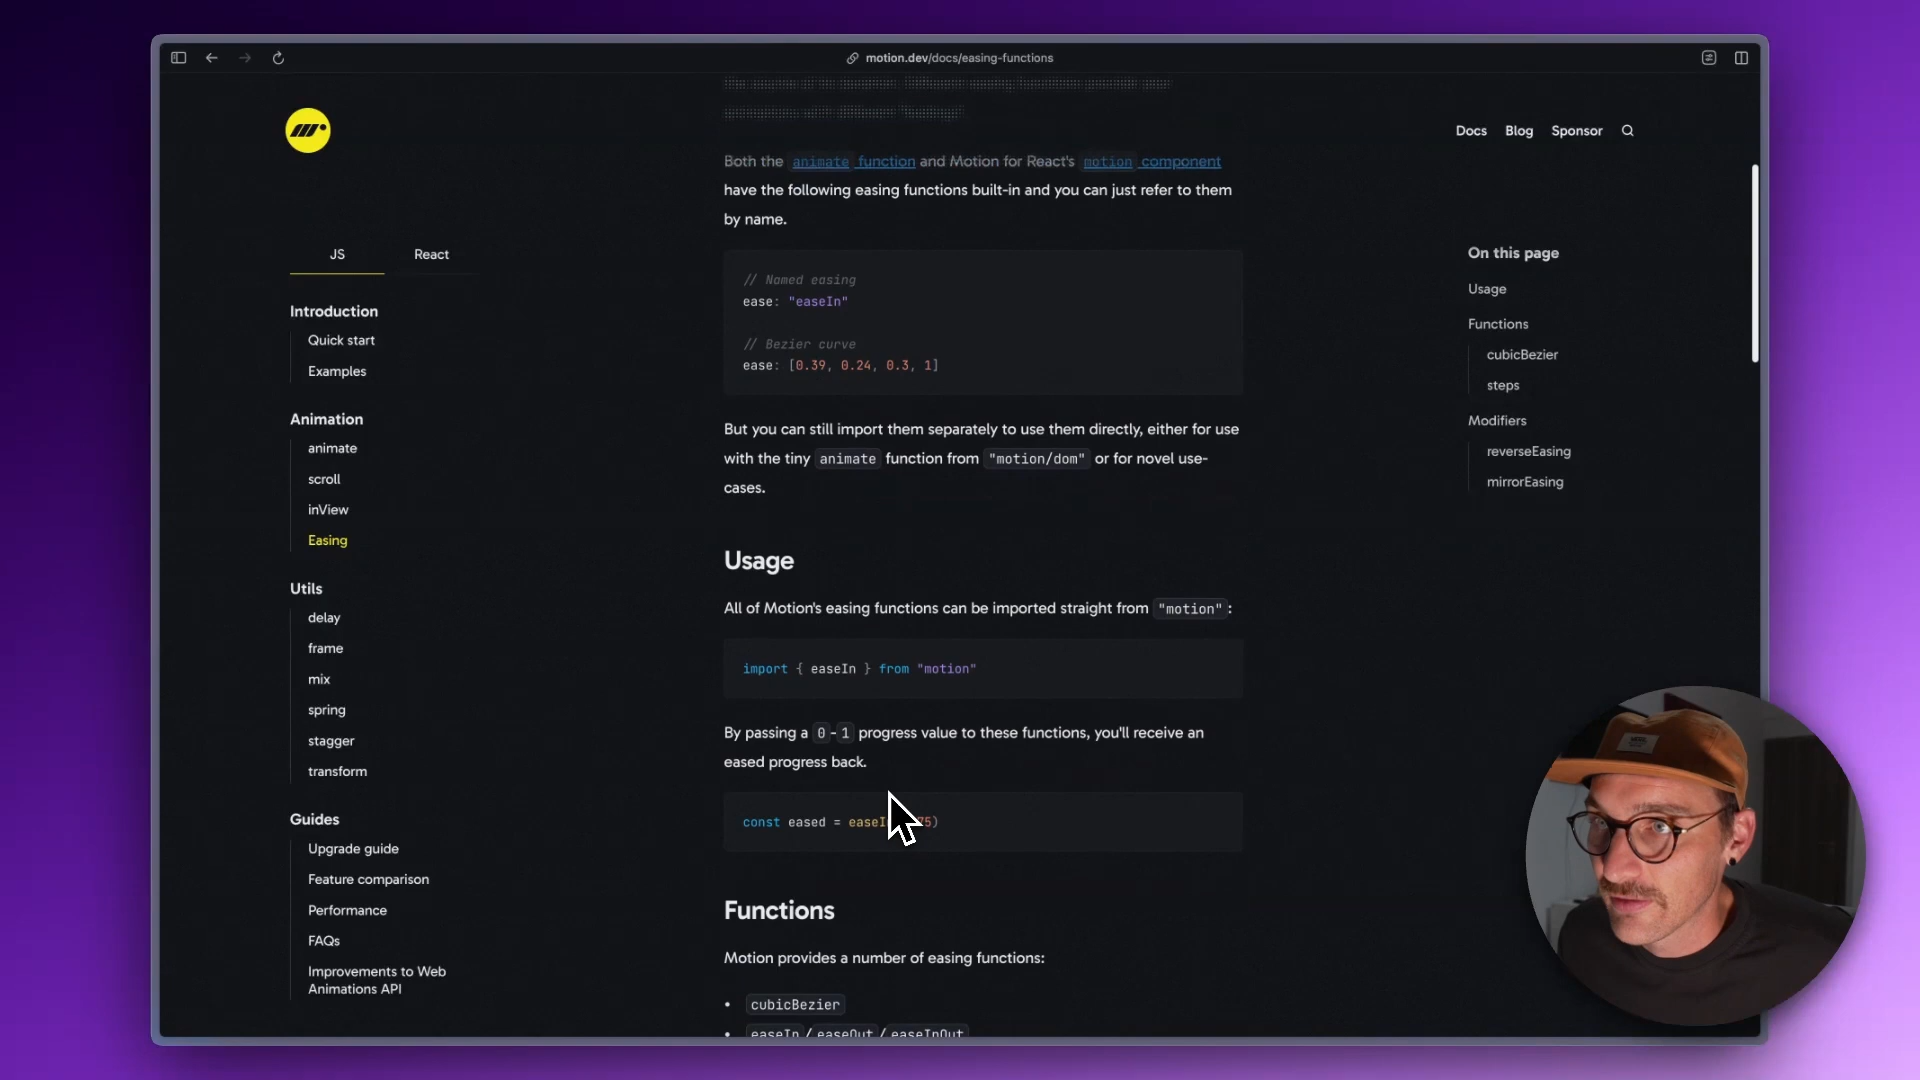 motion.dev/docs/easing-functions
Docs Blog Sponsor
JS React
Introduction
Quick start
Examples
Animation
animate
scroll
inView
Easing
Utils
delay
frame
mix
spring
stagger
transform
Guides
Upgrade guide
Feature comparison
Performance
FAQs
Improvements to Web
Animations API
Both the animate function and Motion for React's motion component
have the following easing functions built-in and you can just refer to them
by name.
// Named easing
ease: "easeIn"
// Bezier curve
ease: [0.39, 0.24, 0.3, 1]
But you can still import them separately to use them directly, either for use
with the tiny animate function from "motion/dom" or for novel use-
cases.
Usage
All of Motion's easing functions can be imported straight from "motion":
import { easeIn } from "motion"
By passing a 0-1 progress value to these functions, you'll receive an
eased progress back.
const eased = 75)
Functions
Motion provides a number of easing functions:
• cubicBezier
• easeIn / easeOut / easeInOut
On this page
Usage
Functions
cubicBezier
steps
Modifiers
reverseEasing
mirrorEasing